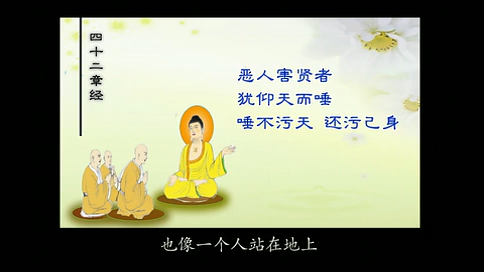 四十二章经
恶人害贤者
犹仰天而唾
唾不污天 还污己身
也像一个人站在地上